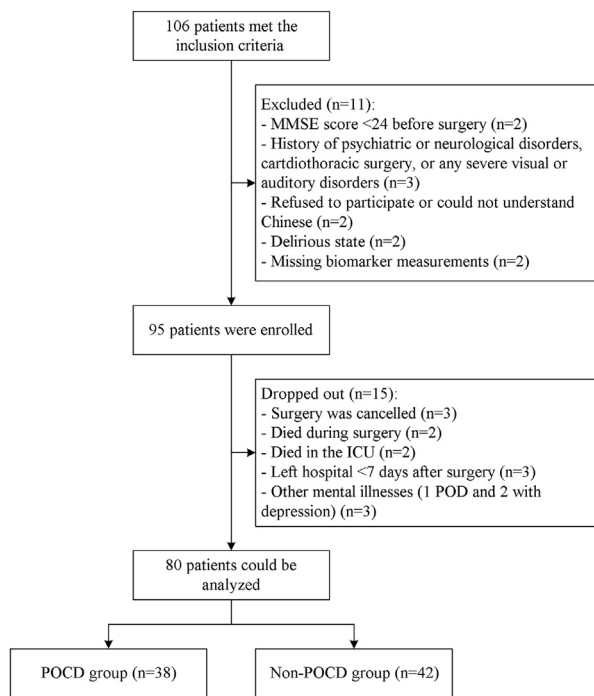 106 patients met the
inclusion criteria
Excluded (n=11):
- MMSE score <24 before surgery (n=2)
- History of psychiatric or neurological disorders,
cartdiothoracic surgery, or any severe visual or
auditory disorders (n=3)
- Refused to participate or could not understand
Chinese (n=2)
- Delirious state (n=2)
- Missing biomarker measurements (n=2)
95 patients were enrolled
Dropped out (n=15):
- Surgery was cancelled (n=3)
- Died during surgery (n=2)
- Died in the ICU (n=2)
- Left hospital <7 days after surgery (n=3)
- Other mental illnesses (1 POD and 2 with
depression) (n=3)
80 patients could be
analyzed
POCD group (n=38)
Non-POCD group (n=42)